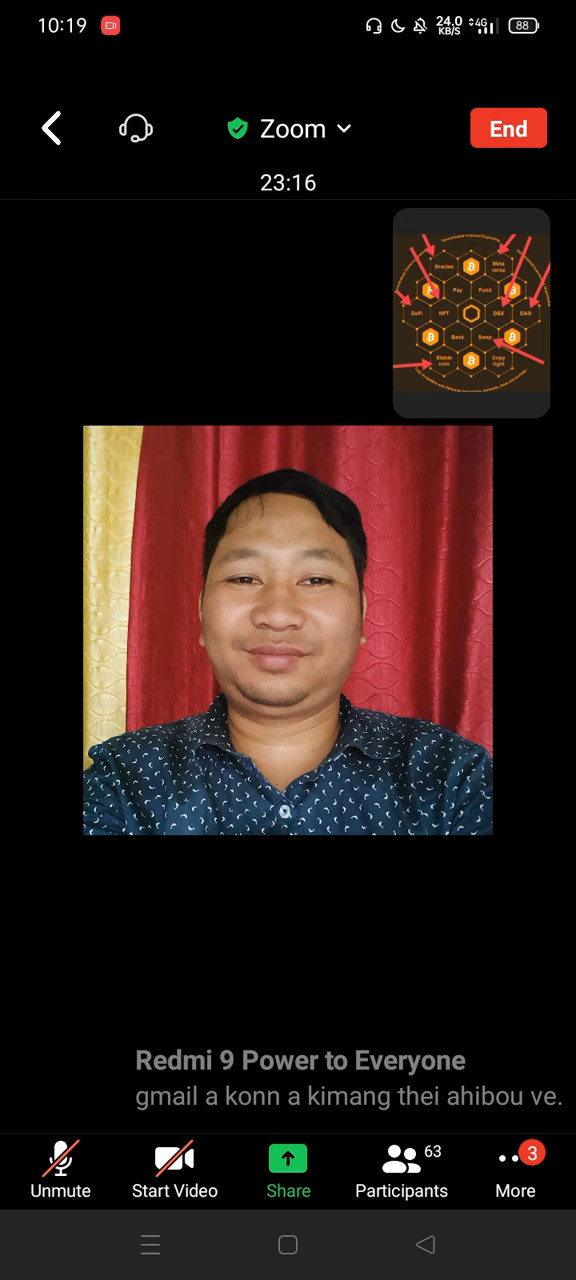 10:19
24.0
KB/S
4G
88
Zoom
End
23:16
Oracles
Meta
verse
Pay
Fund
DeFi
NFT
DEX
DAO
Bank
Swap
Stable
coin
Copy
right
Redmi 9 Power to Everyone
gmail a konn a kimang thei ahibou ve.
63
3
Unmute
Start Video
Share
Participants
More